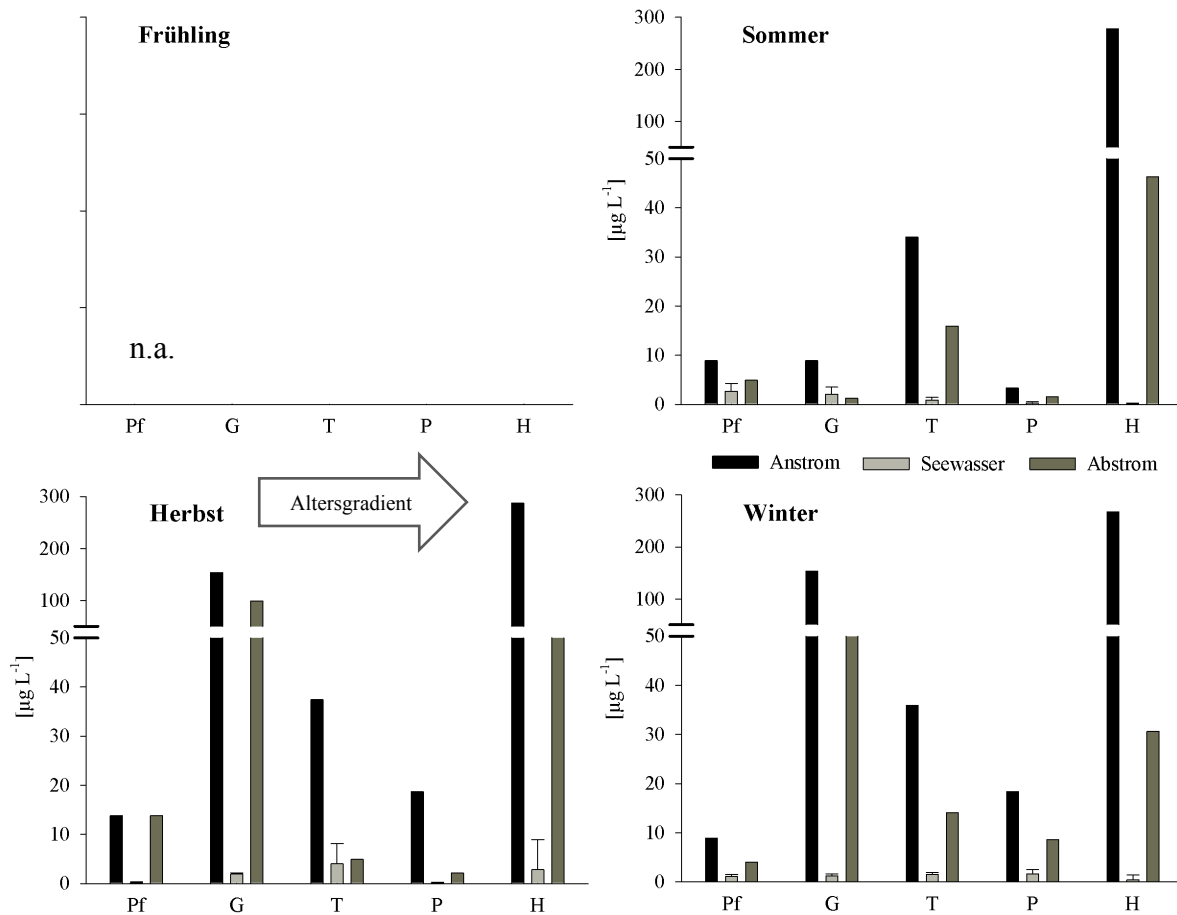 Frühling
n.a.
Pf G T P H
Sommer
300
200
100
50
40
30
20
10
0
[µg L-1]
Pf G T P H
Anstrom Seewasser Abstrom
Herbst
Altersgradient
300
200
100
50
40
30
20
10
0
[µg L-1]
Pf G T P H
Winter
300
200
100
50
40
30
20
10
0
[µg L-1]
Pf G T P H